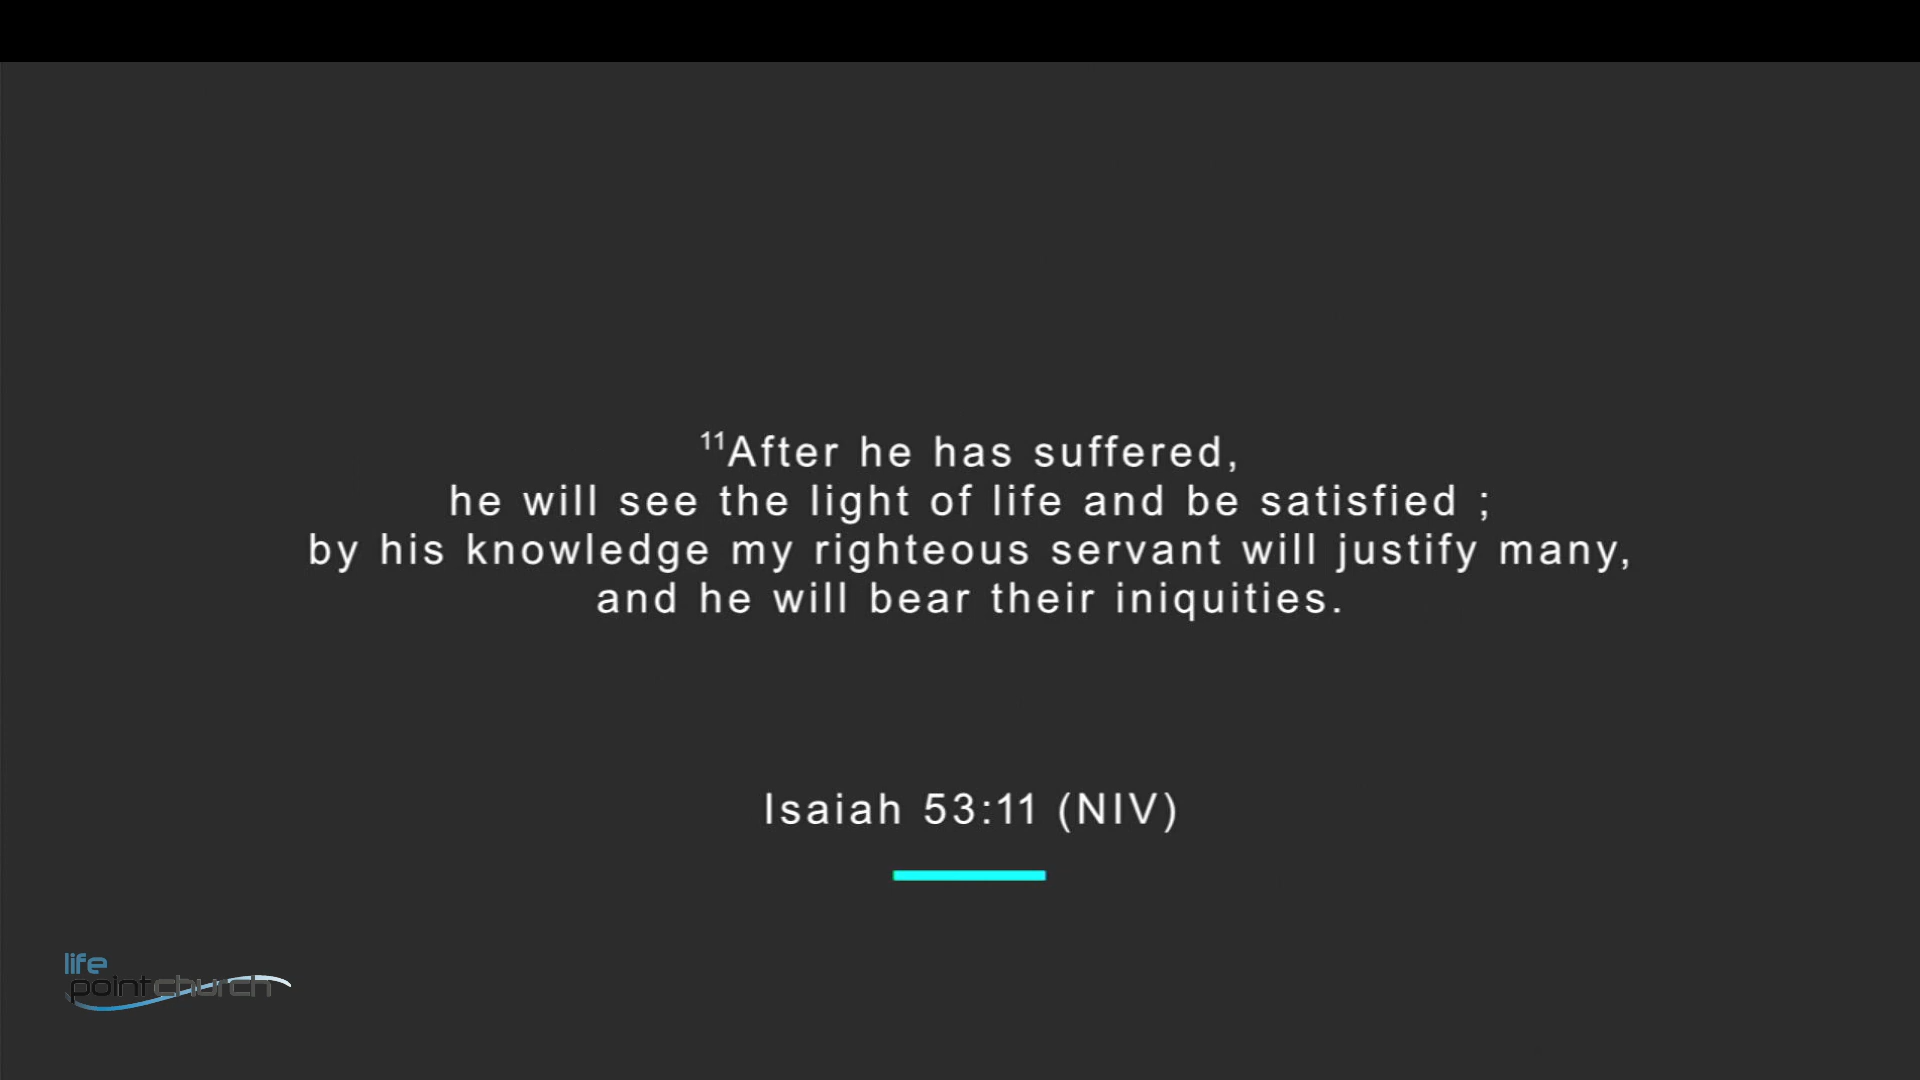 ¹¹After he has suffered,
he will see the light of life and be satisfied ;
by his knowledge my righteous servant will justify many,
and he will bear their iniquities.
Isaiah 53:11 (NIV)
life
pointchurch